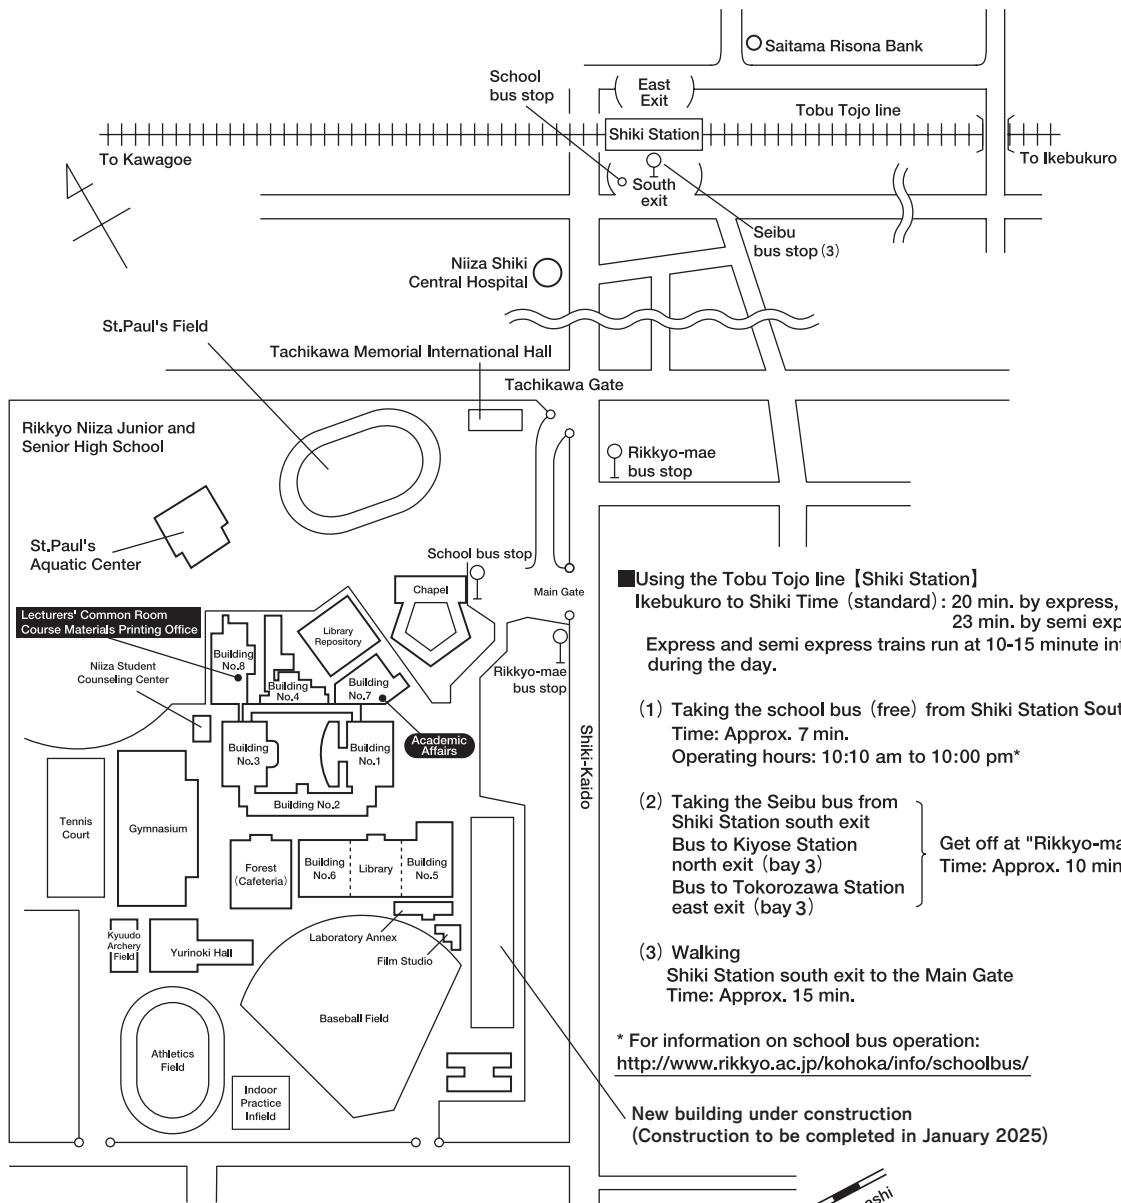 Saitama Risona Bank
School
bus stop
East
Exit
Tobu Tojo line
Shiki Station
To Kawagoe
To Ikebukuro
South
exit
Seibu
bus stop (3)
Niiza Shiki
Central Hospital
St.Paul's Field
Tachikawa Memorial International Hall
Tachikawa Gate
Rikkyo Niiza Junior and
Senior High School
Rikkyo-mae
bus stop
St.Paul's
Aquatic Center
School bus stop
Chapel
Main Gate
Lecturers' Common Room
Course Materials Printing Office
Library
Repository
Building
No.8
Niiza Student
Counseling Center
Building
No.4
Building
No.7
Rikkyo-mae
bus stop
Academic
Affairs
Building
No.3
Building
No.1
Building No.2
Shiki-Kaido
Tennis
Court
Gymnasium
Forest
(Cafeteria)
Building
No.6
Library
Building
No.5
Kyuudo
Archery
Field
Yurinoki Hall
Laboratory Annex
Film Studio
Baseball Field
Athletics
Field
Indoor
Practice
Infield
■Using the Tobu Tojo line【Shiki Station】
Ikebukuro to Shiki Time (standard): 20 min. by express,
23 min. by semi exp
Express and semi express trains run at 10-15 minute in
during the day.
(1) Taking the school bus (free) from Shiki Station Sout
Time: Approx. 7 min.
Operating hours: 10:10 am to 10:00 pm*
(2) Taking the Seibu bus from
Shiki Station south exit
Bus to Kiyose Station
north exit (bay 3)
Bus to Tokorozawa Station
east exit (bay 3)
Get off at "Rikkyo-ma
Time: Approx. 10 min
(3) Walking
Shiki Station south exit to the Main Gate
Time: Approx. 15 min.
* For information on school bus operation:
http://www.rikkyo.ac.jp/kohoka/info/schoolbus/
New building under construction
(Construction to be completed in January 2025)